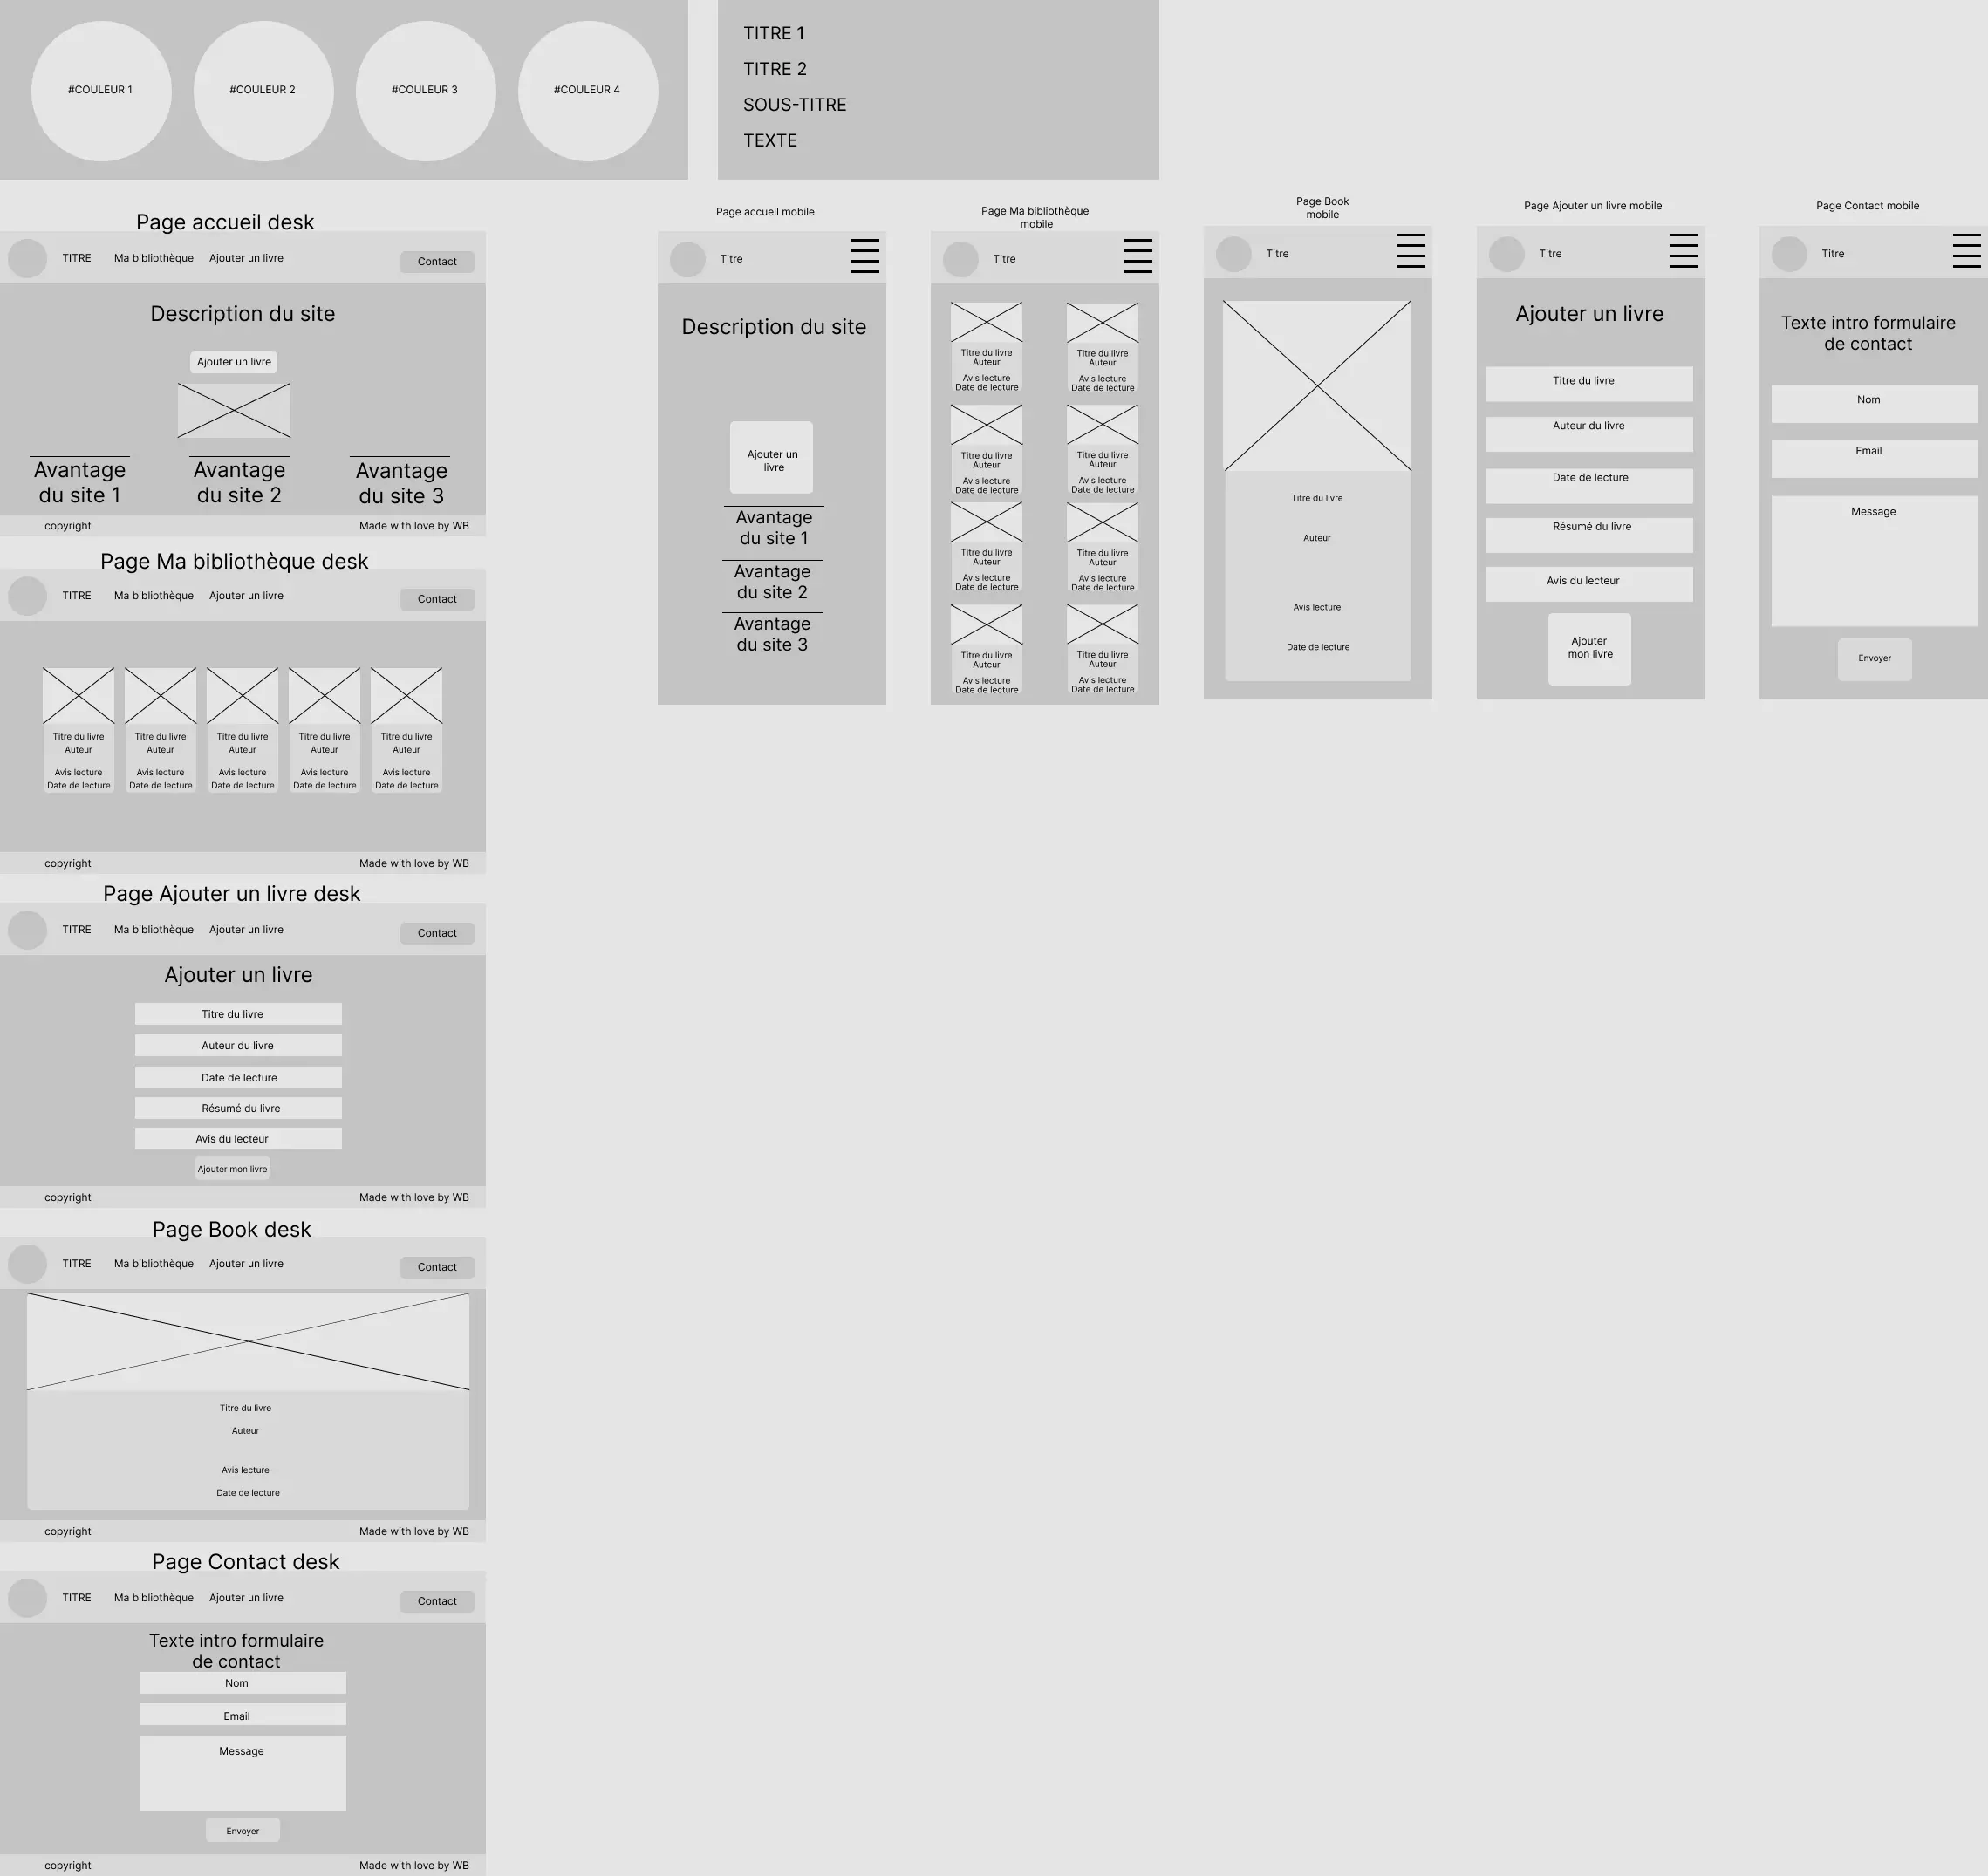 #COULEUR 1
#COULEUR 2
#COULEUR 3
#COULEUR 4
TITRE 1
TITRE 2
SOUS-TITRE
TEXTE
Page accueil desk
TITRE
Ma bibliothèque
Ajouter un livre
Contact
Description du site
Ajouter un livre
Avantage
du site 1
Avantage
du site 2
Avantage
du site 3
copyright
Made with love by WB
Page Ma bibliothèque desk
TITRE
Ma bibliothèque
Ajouter un livre
Contact
Titre du livre
Auteur
Avis lecture
Date de lecture
Titre du livre
Auteur
Avis lecture
Date de lecture
Titre du livre
Auteur
Avis lecture
Date de lecture
Titre du livre
Auteur
Avis lecture
Date de lecture
Titre du livre
Auteur
Avis lecture
Date de lecture
copyright
Made with love by WB
Page Ajouter un livre desk
TITRE
Ma bibliothèque
Ajouter un livre
Contact
Ajouter un livre
Titre du livre
Auteur du livre
Date de lecture
Résumé du livre
Avis du lecteur
Ajouter mon livre
copyright
Made with love by WB
Page Book desk
TITRE
Ma bibliothèque
Ajouter un livre
Contact
Titre du livre
Auteur
Avis lecture
Date de lecture
copyright
Made with love by WB
Page Contact desk
TITRE
Ma bibliothèque
Ajouter un livre
Contact
Texte intro formulaire
de contact
Nom
Email
Message
Envoyer
copyright
Made with love by WB
Page accueil mobile
Titre
Description du site
Ajouter un
livre
Avantage
du site 1
Avantage
du site 2
Avantage
du site 3
Page Ma bibliothèque
mobile
Titre
Titre du livre
Auteur
Avis lecture
Date de lecture
Titre du livre
Auteur
Avis lecture
Date de lecture
Titre du livre
Auteur
Avis lecture
Date de lecture
Titre du livre
Auteur
Avis lecture
Date de lecture
Titre du livre
Auteur
Avis lecture
Date de lecture
Titre du livre
Auteur
Avis lecture
Date de lecture
Titre du livre
Auteur
Avis lecture
Date de lecture
Titre du livre
Auteur
Avis lecture
Date de lecture
Page Book
mobile
Titre
Titre du livre
Auteur
Avis lecture
Date de lecture
Page Ajouter un livre mobile
Titre
Ajouter un livre
Titre du livre
Auteur du livre
Date de lecture
Résumé du livre
Avis du lecteur
Ajouter
mon livre
Page Contact mobile
Titre
Texte intro formulaire
de contact
Nom
Email
Message
Envoyer